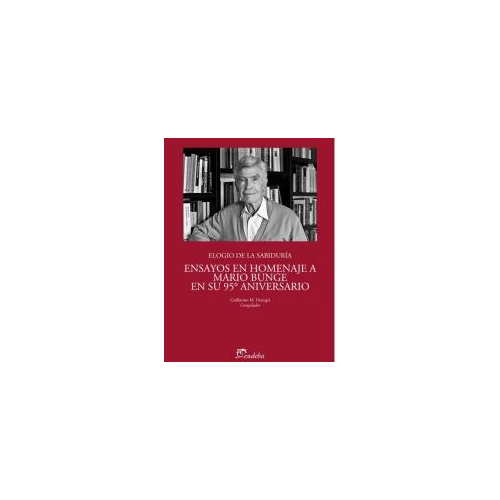 ELOGIO DE LA SABIDURÍA
ENSAYOS EN HOMENAJE A
MARIO BUNGE
EN SU 95° ANIVERSARIO
Guillermo M. Denegri
Compilador
eudeba